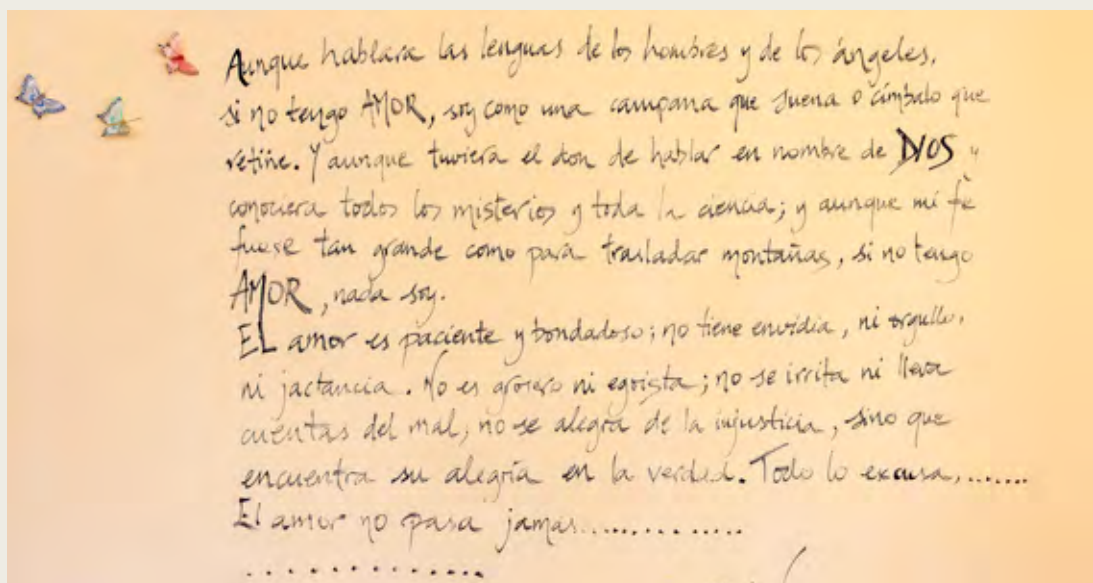 Aunque hablara las lenguas de los hombres y de los ángeles,
si no tengo AMOR, soy como una campana que suena o címbalo que
retiñe. Y aunque tuviera el don de hablar en nombre de DIOS y
conociera todos los misterios y toda la ciencia; y aunque mi fe
fuese tan grande como para trasladar montañas, si no tengo
AMOR, nada soy.
EL amor es paciente y bondadoso; no tiene envidia, ni orgullo,
ni jactancia. No es grosero ni egoista; no se irrita ni lleva
cuentas del mal; no se alegra de la injusticia, sino que
encuentra su alegría en la verdad. Todo lo excusa,.......
El amor no pasa jamas..............
.............